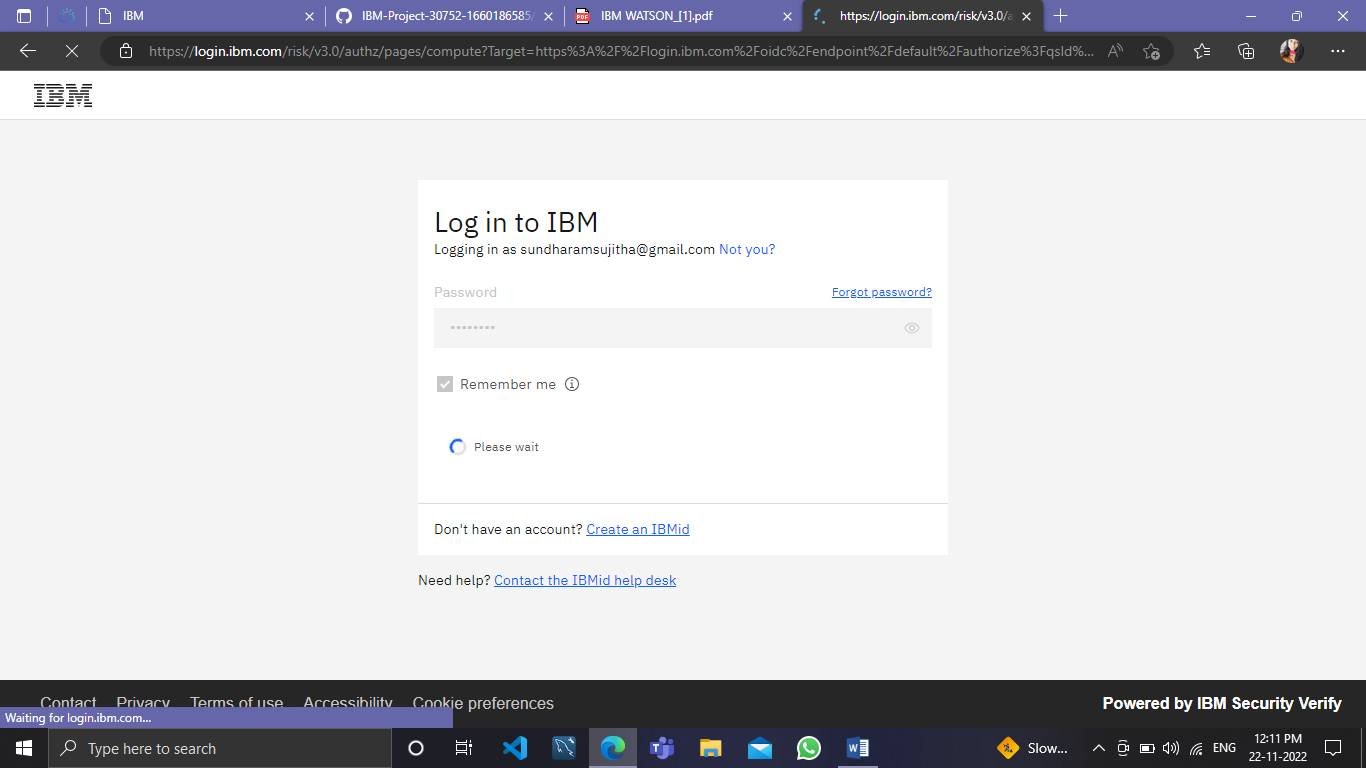 IBM
IBM-Project-30752-1660186585/
IBM WATSON_[1].pdf
https://login.ibm.com/risk/v3.0/a
https://login.ibm.com/risk/v3.0/authz/pages/compute?Target=https%3A%2F%2Flogin.ibm.com%2Foidc%2Fendpoint%2Fdefault%2Fauthorize%3FqsId%...
IBM
Log in to IBM
Logging in as sundharamsujitha@gmail.com Not you?
Password Forgot password?
Remember me
Please wait
Don't have an account? Create an IBMid
Need help? Contact the IBMid help desk
Contact Privacy Terms of use Accessibility Cookie preferences
Powered by IBM Security Verify
Waiting for login.ibm.com...
Type here to search
Slow...
ENG
12:11 PM
22-11-2022